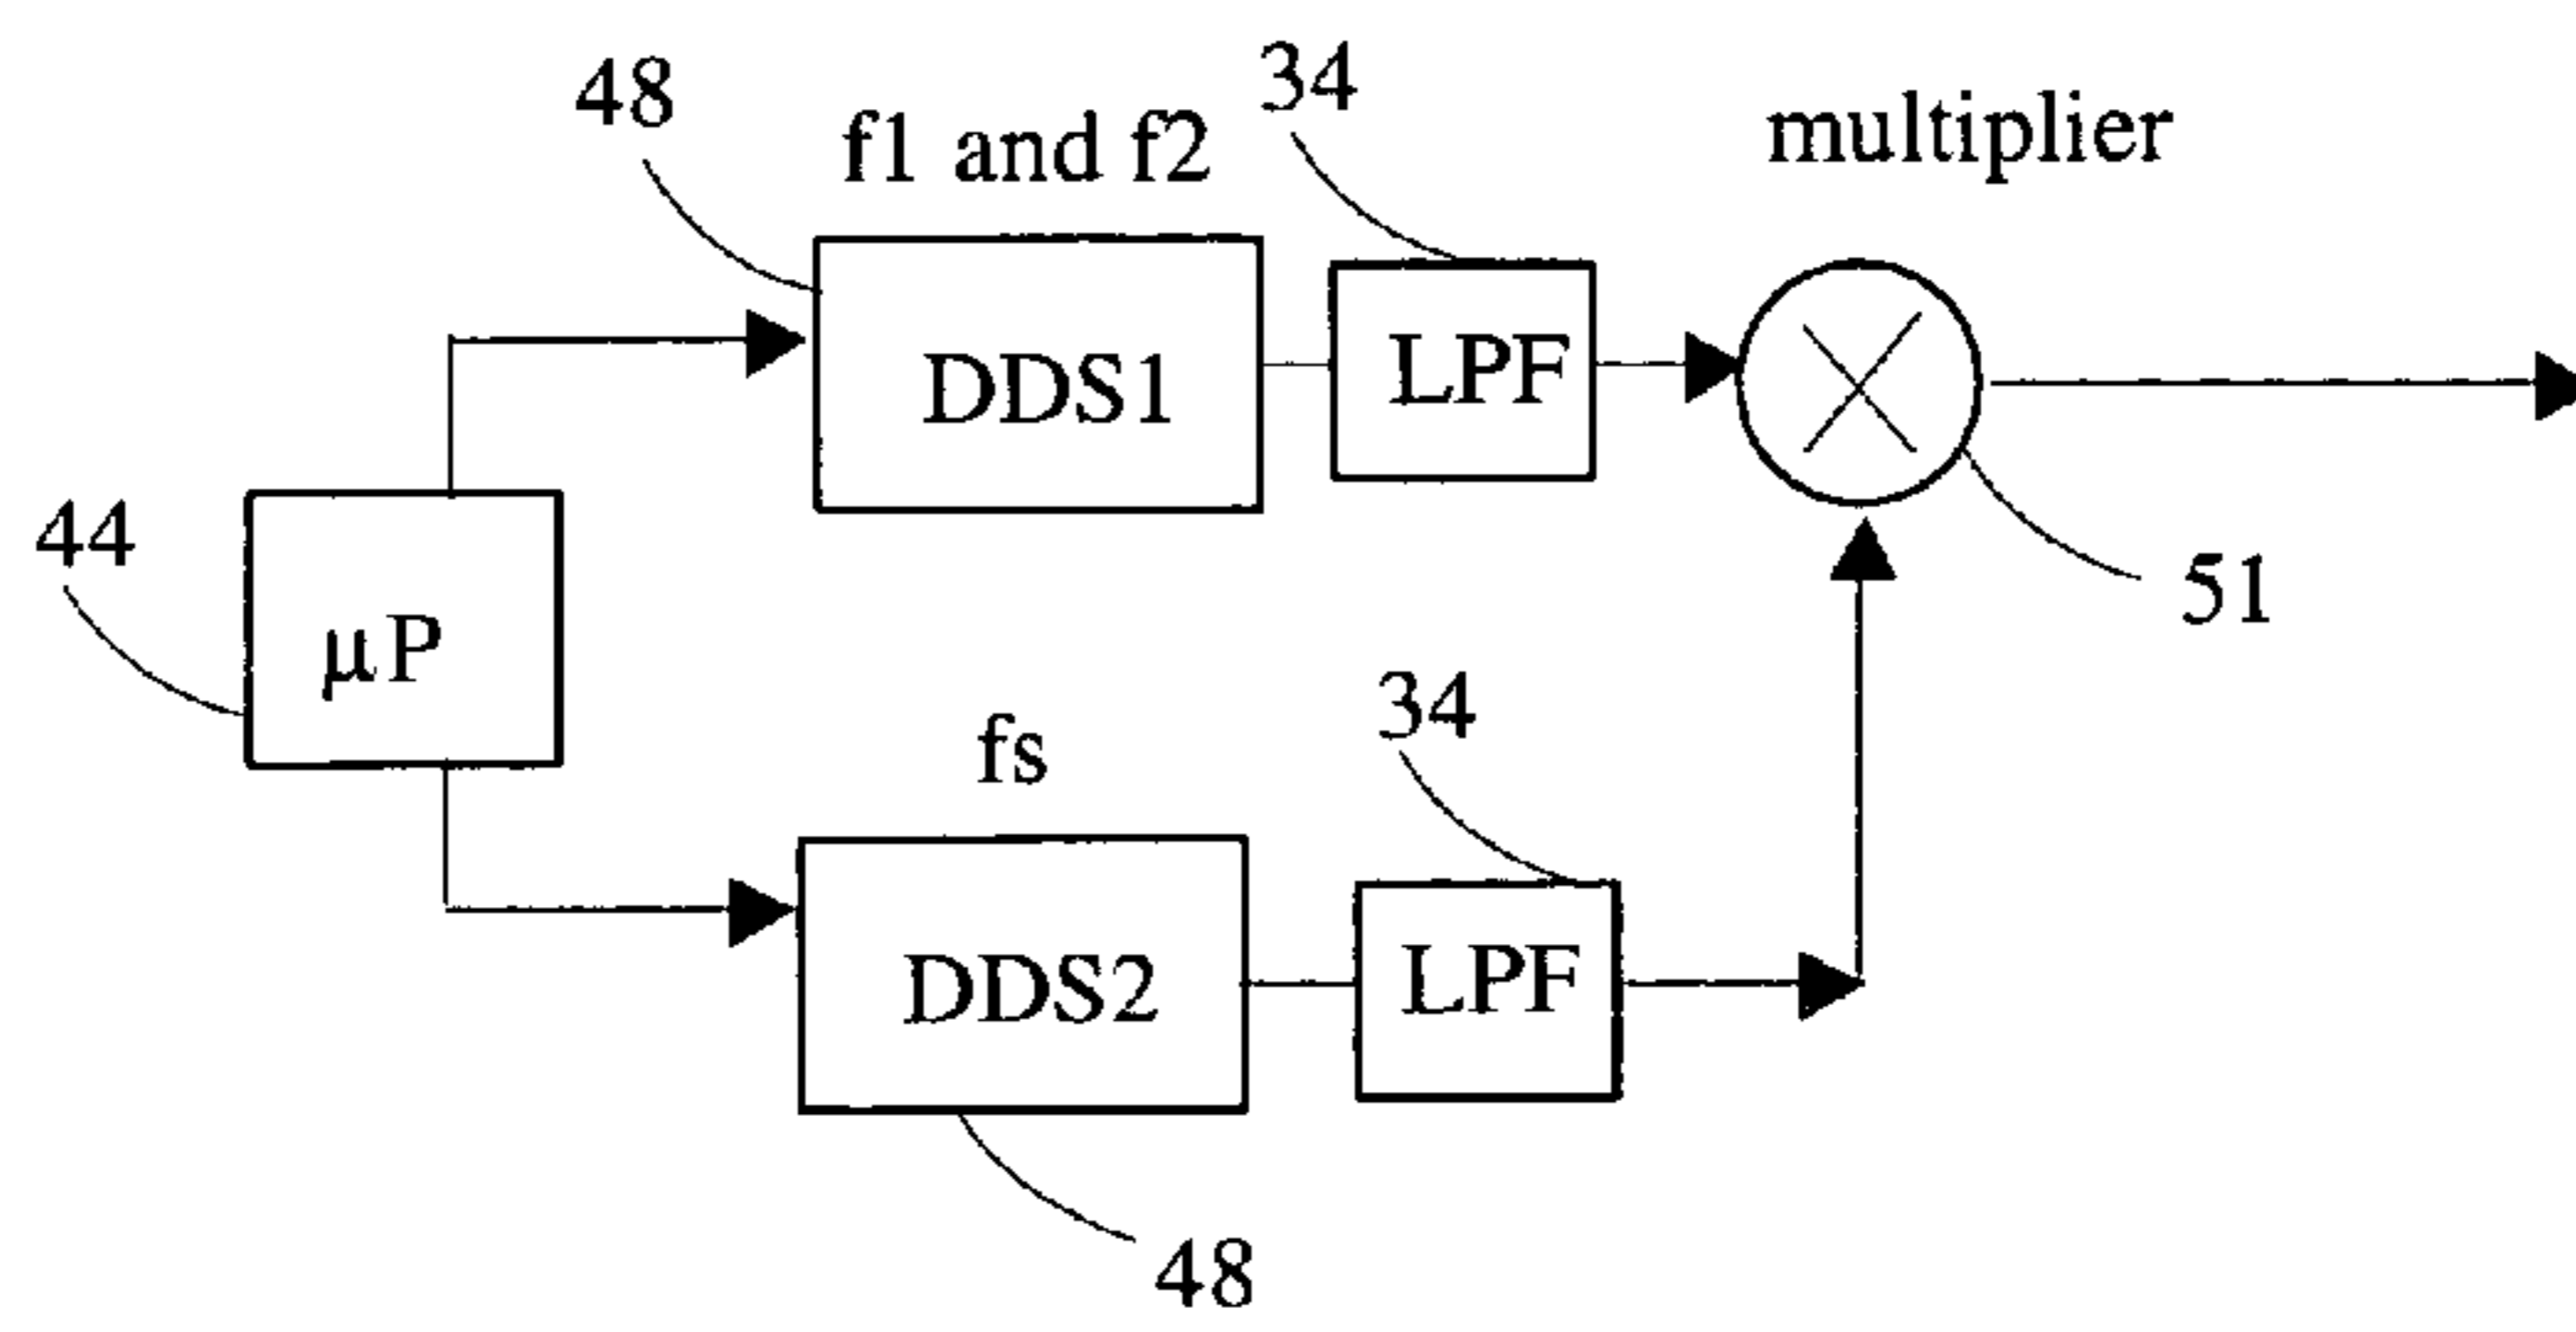 48
f1 and f2
34
multiplier
DDS1
LPF
44
μP
51
fs
34
DDS2
LPF
48